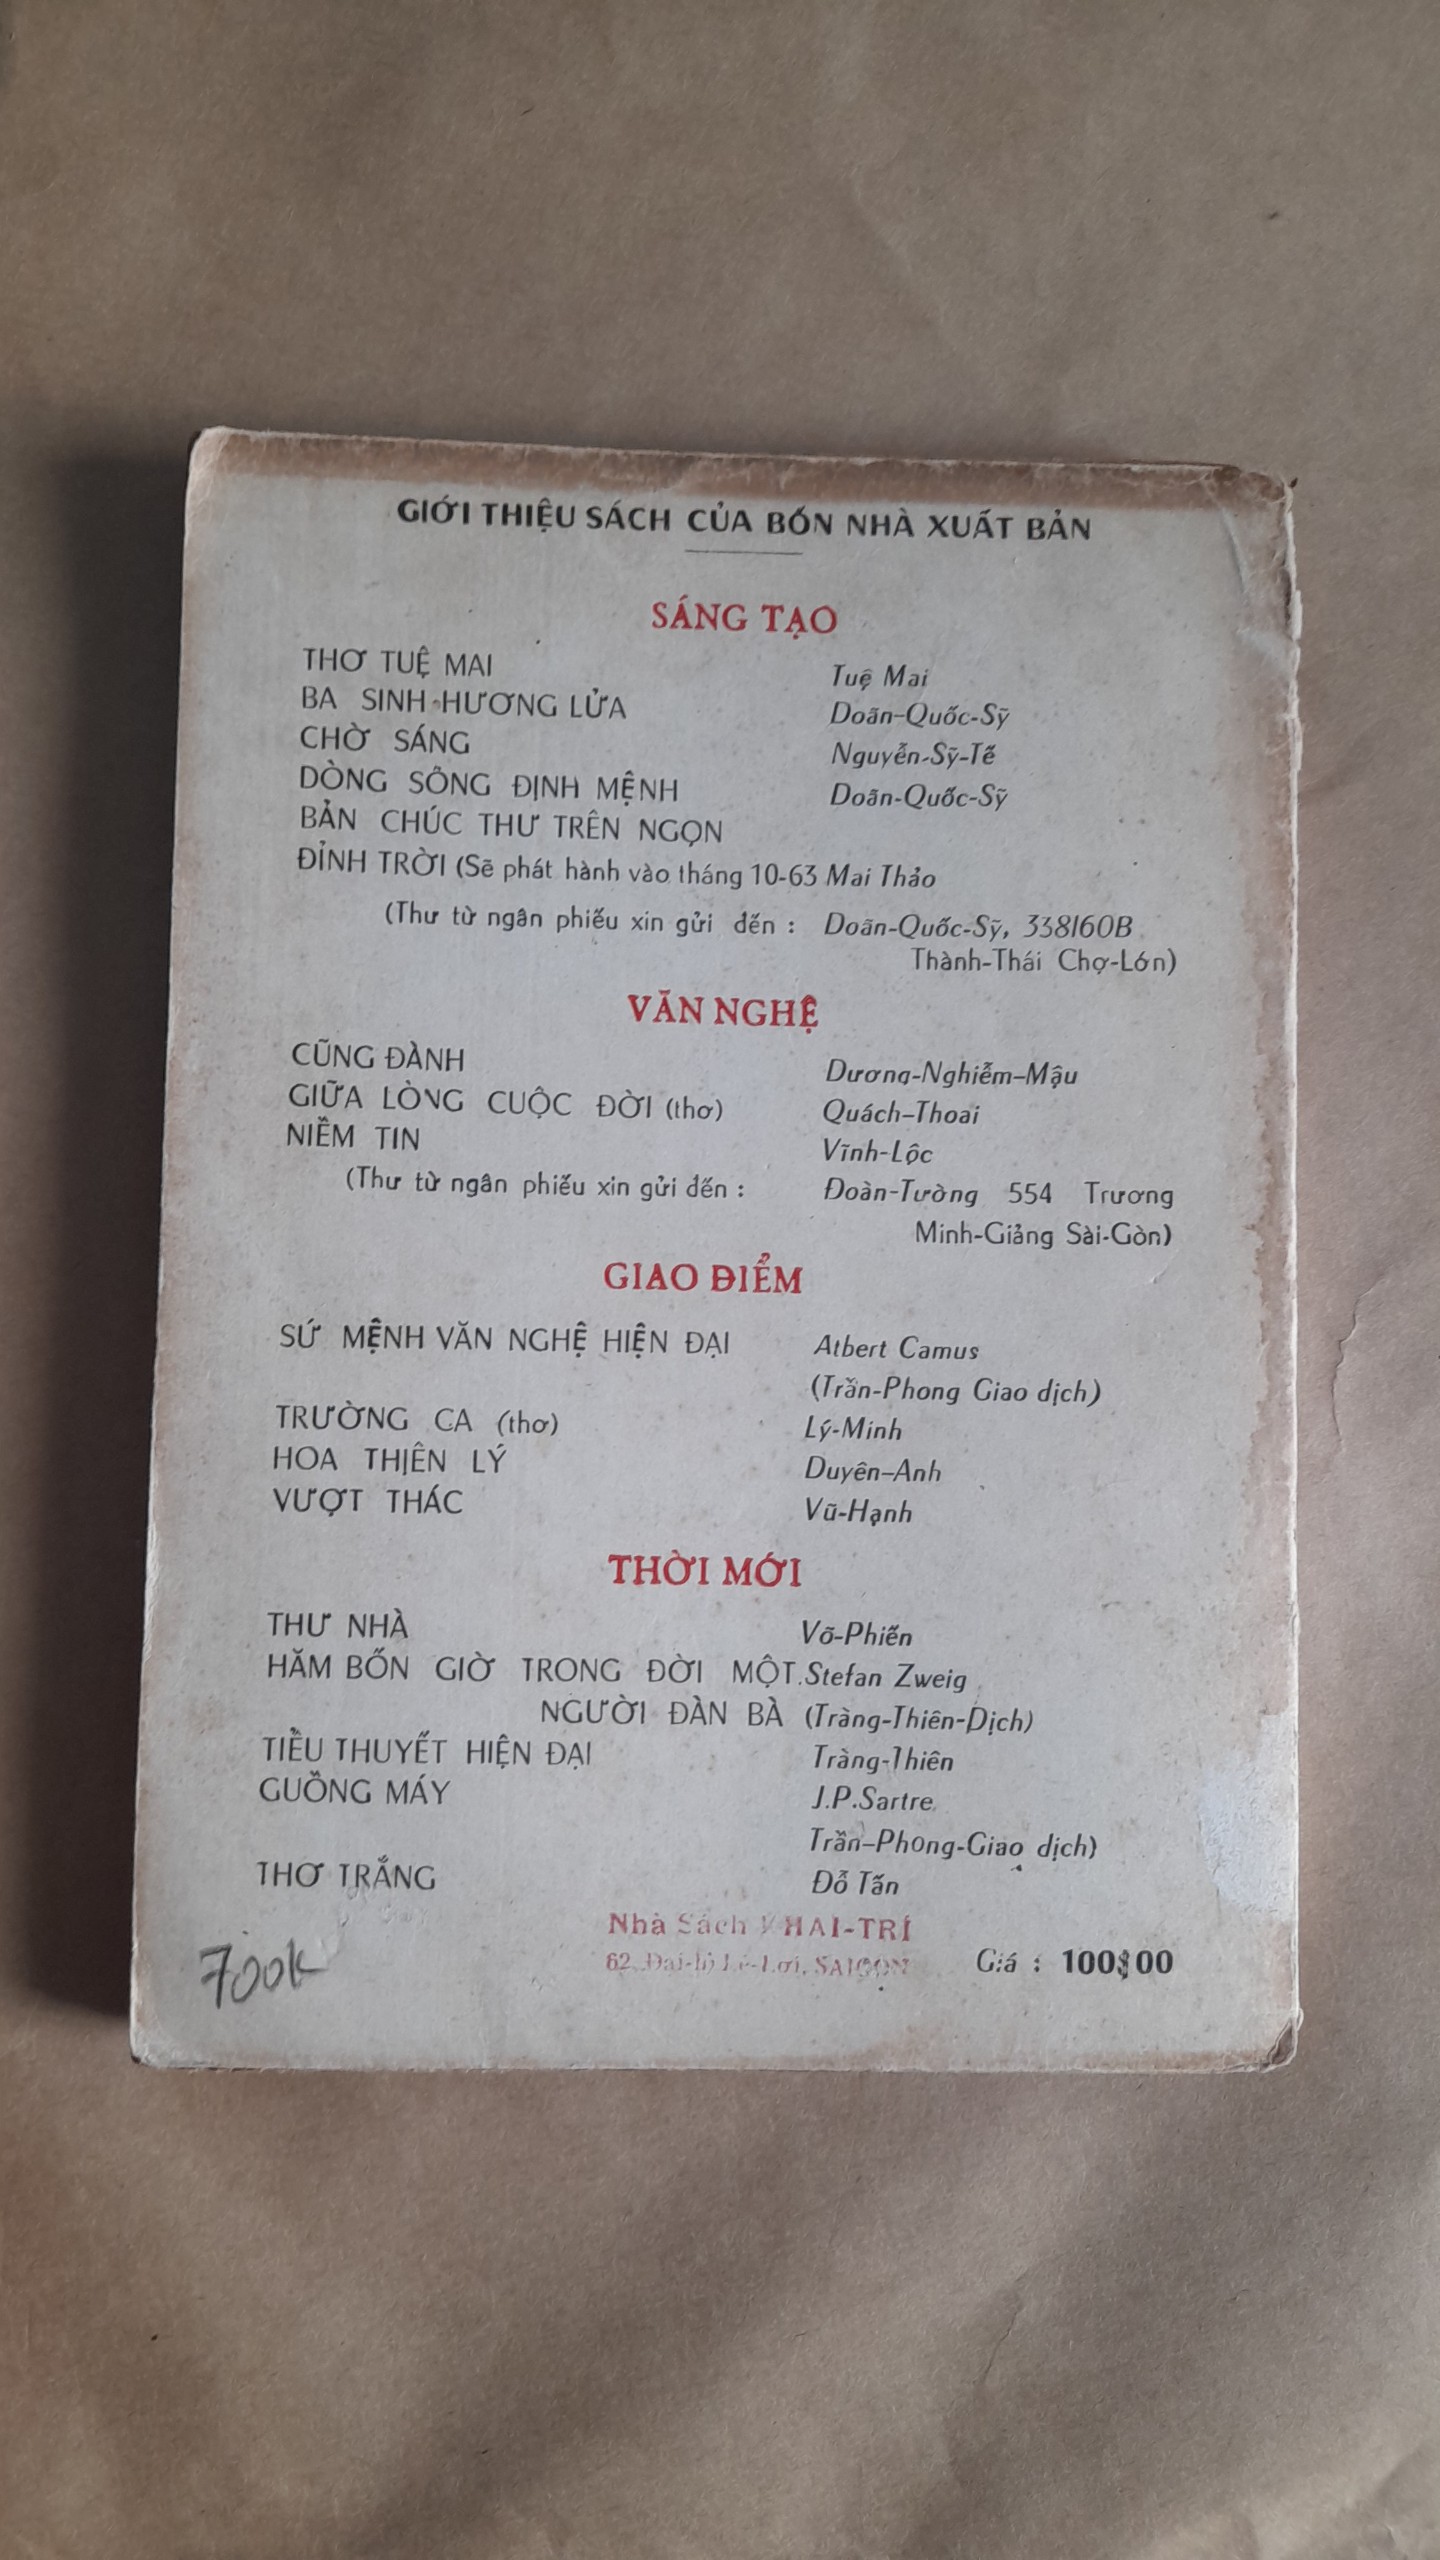 GIỚI THIỆU SÁCH CỦA BỐN NHÀ XUẤT BẢN
SÁNG TẠO
THƠ TUỆ MAI Tuệ Mai
BA SINH HƯƠNG LỬA Doãn-Quốc-Sỹ
CHỜ SÁNG Nguyễn-Sỹ-Tế
DÒNG SÔNG ĐỊNH MỆNH Doãn-Quốc-Sỹ
BẢN CHÚC THƯ TRÊN NGỌN
ĐỈNH TRỜI (Sẽ phát hành vào tháng 10-63 Mai Thảo
(Thư từ ngân phiếu xin gửi đến : Doãn-Quốc-Sỹ, 338/60B
Thành-Thái Chợ-Lớn)
VĂN NGHỆ
CŨNG ĐÀNH Dương-Nghiễm-Mậu
GIỮA LÒNG CUỘC ĐỜI (thơ) Quách-Thoại
NIỀM TIN Vĩnh-Lộc
(Thư từ ngân phiếu xin gửi đến : Đoàn-Tường 554 Trương
Minh-Giảng Sài-Gòn)
GIAO ĐIỂM
SỨ MỆNH VĂN NGHỆ HIỆN ĐẠI Atbert Camus
(Trần-Phong Giao dịch)
TRƯỜNG CA (thơ) Lý-Minh
HOA THIÊN LÝ Duyên-Anh
VƯỢT THÁC Vũ-Hạnh
THỜI MỚI
THƯ NHÀ Võ-Phiến
HĂM BỐN GIỜ TRONG ĐỜI MỘT Stefan Zweig
NGƯỜI ĐÀN BÀ (Tràng-Thiên-Dịch)
TIỂU THUYẾT HIỆN ĐẠI Tràng-Thiên
GUỒNG MÁY J.P.Sartre
Trần-Phong-Giao dịch)
THƠ TRẮNG Đỗ Tấn
Nhà Sách KHAI-TRÍ
62, Đại-lộ Lê-Lợi, SAIGON Giá : 100$00
700k